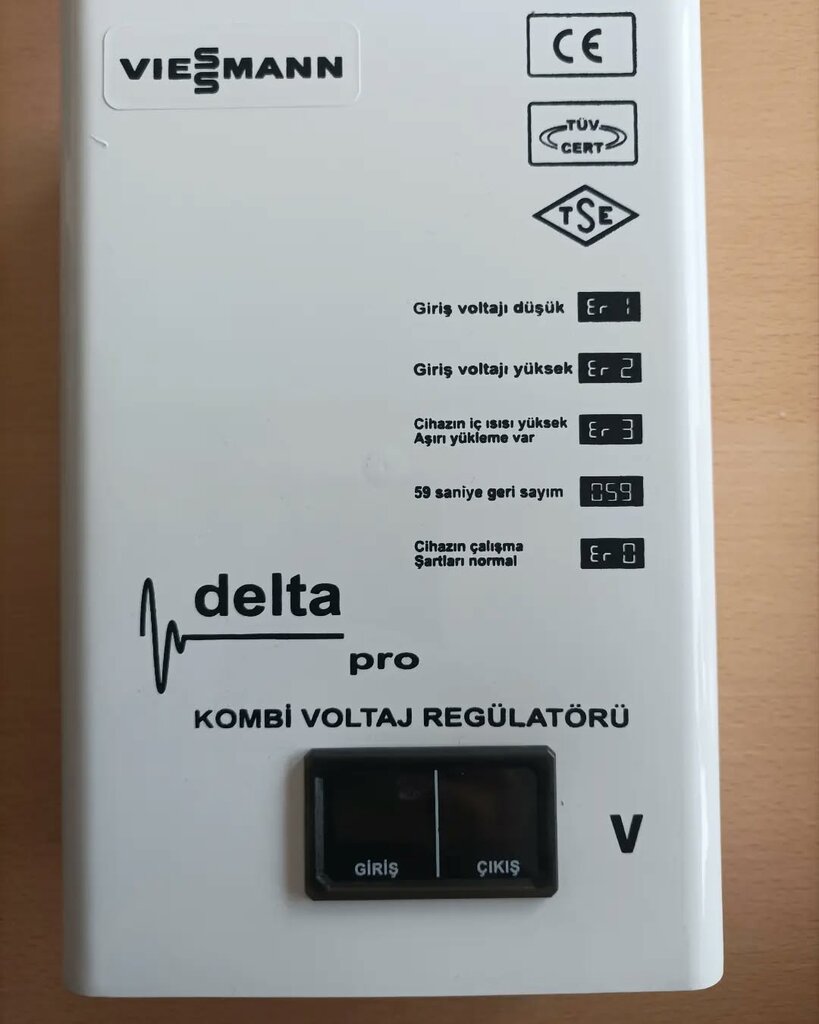 VIESSMANN
CE
TÜV
CERT
TSE
Giriş voltajı düşük Er 1
Giriş voltajı yüksek Er 2
Cihazın iç ısısı yüksek
Aşırı yükleme var Er 3
59 saniye geri sayım 059
Cihazın çalışma
Şartları normal Er 0
delta
pro
KOMBİ VOLTAJ REGÜLATÖRÜ
GİRİŞ ÇIKIŞ
V